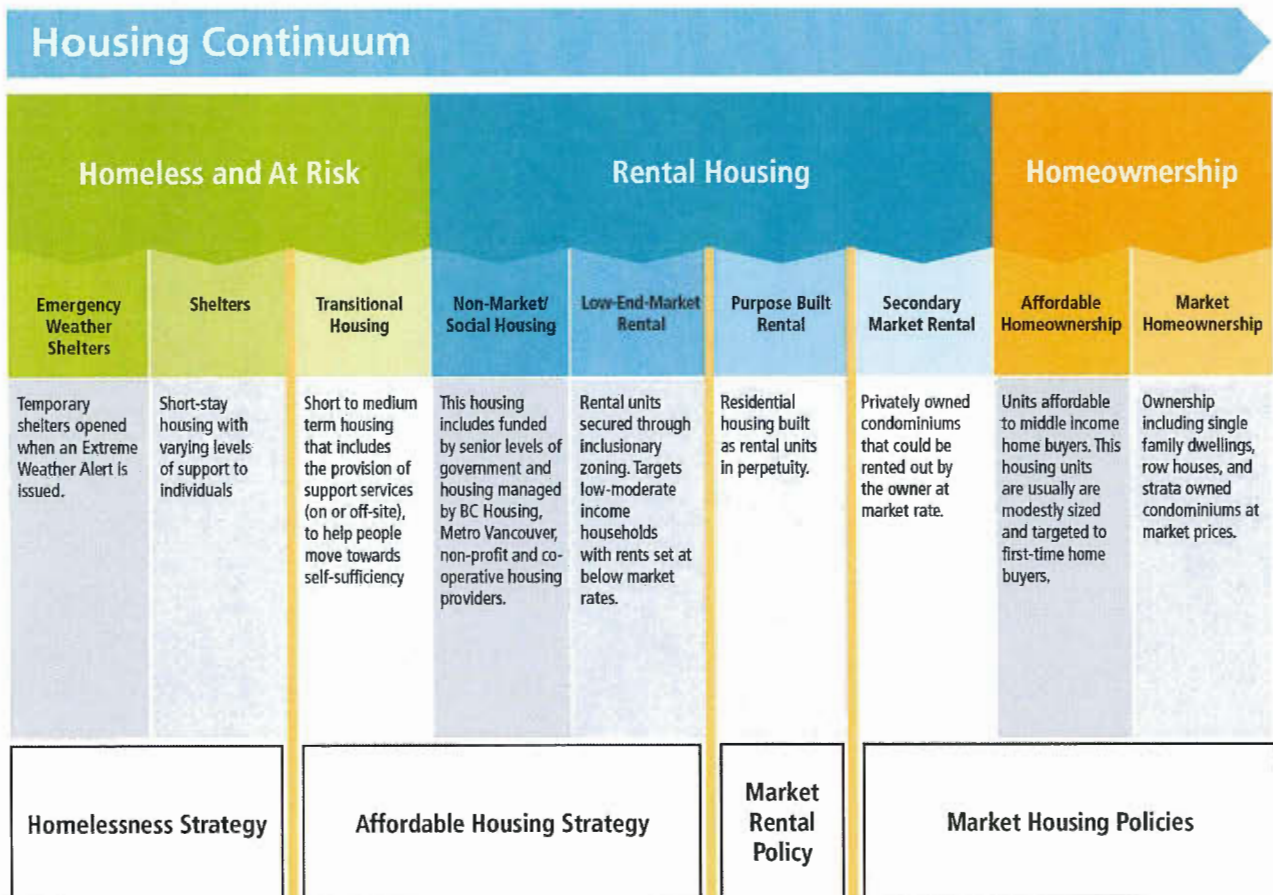 Housing Continuum
Homeless and At Risk
Rental Housing
Homeownership
Emergency
Weather
Shelters
Shelters
Transitional
Housing
Non-Market/
Social Housing
Low-End-Market
Rental
Purpose Built
Rental
Secondary
Market Rental
Affordable
Homeownership
Market
Homeownership
Temporary
shelters opened
when an Extreme
Weather Alert is
issued.
Short-stay
housing with
varying levels
of support to
individuals
Short to medium
term housing
that includes
the provision of
support services
(on or off-site),
to help people
move towards
self-sufficiency
This housing
includes funded
by senior levels of
government and
housing managed
by BC Housing,
Metro Vancouver,
non-profit and co-
operative housing
providers.
Rental units
secured through
inclusionary
zoning. Targets
low-moderate
income
households
with rents set at
below market
rates.
Residential
housing built
as rental units
in perpetuity.
Privately owned
condominiums
that could be
rented out by
the owner at
market rate.
Units affordable
to middle income
home buyers. This
housing units
are usually are
modestly sized
and targeted to
first-time home
buyers,
Ownership
including single
family dwellings,
row houses, and
strata owned
condominiums at
market prices.
Homelessness Strategy
Affordable Housing Strategy
Market
Rental
Policy
Market Housing Policies